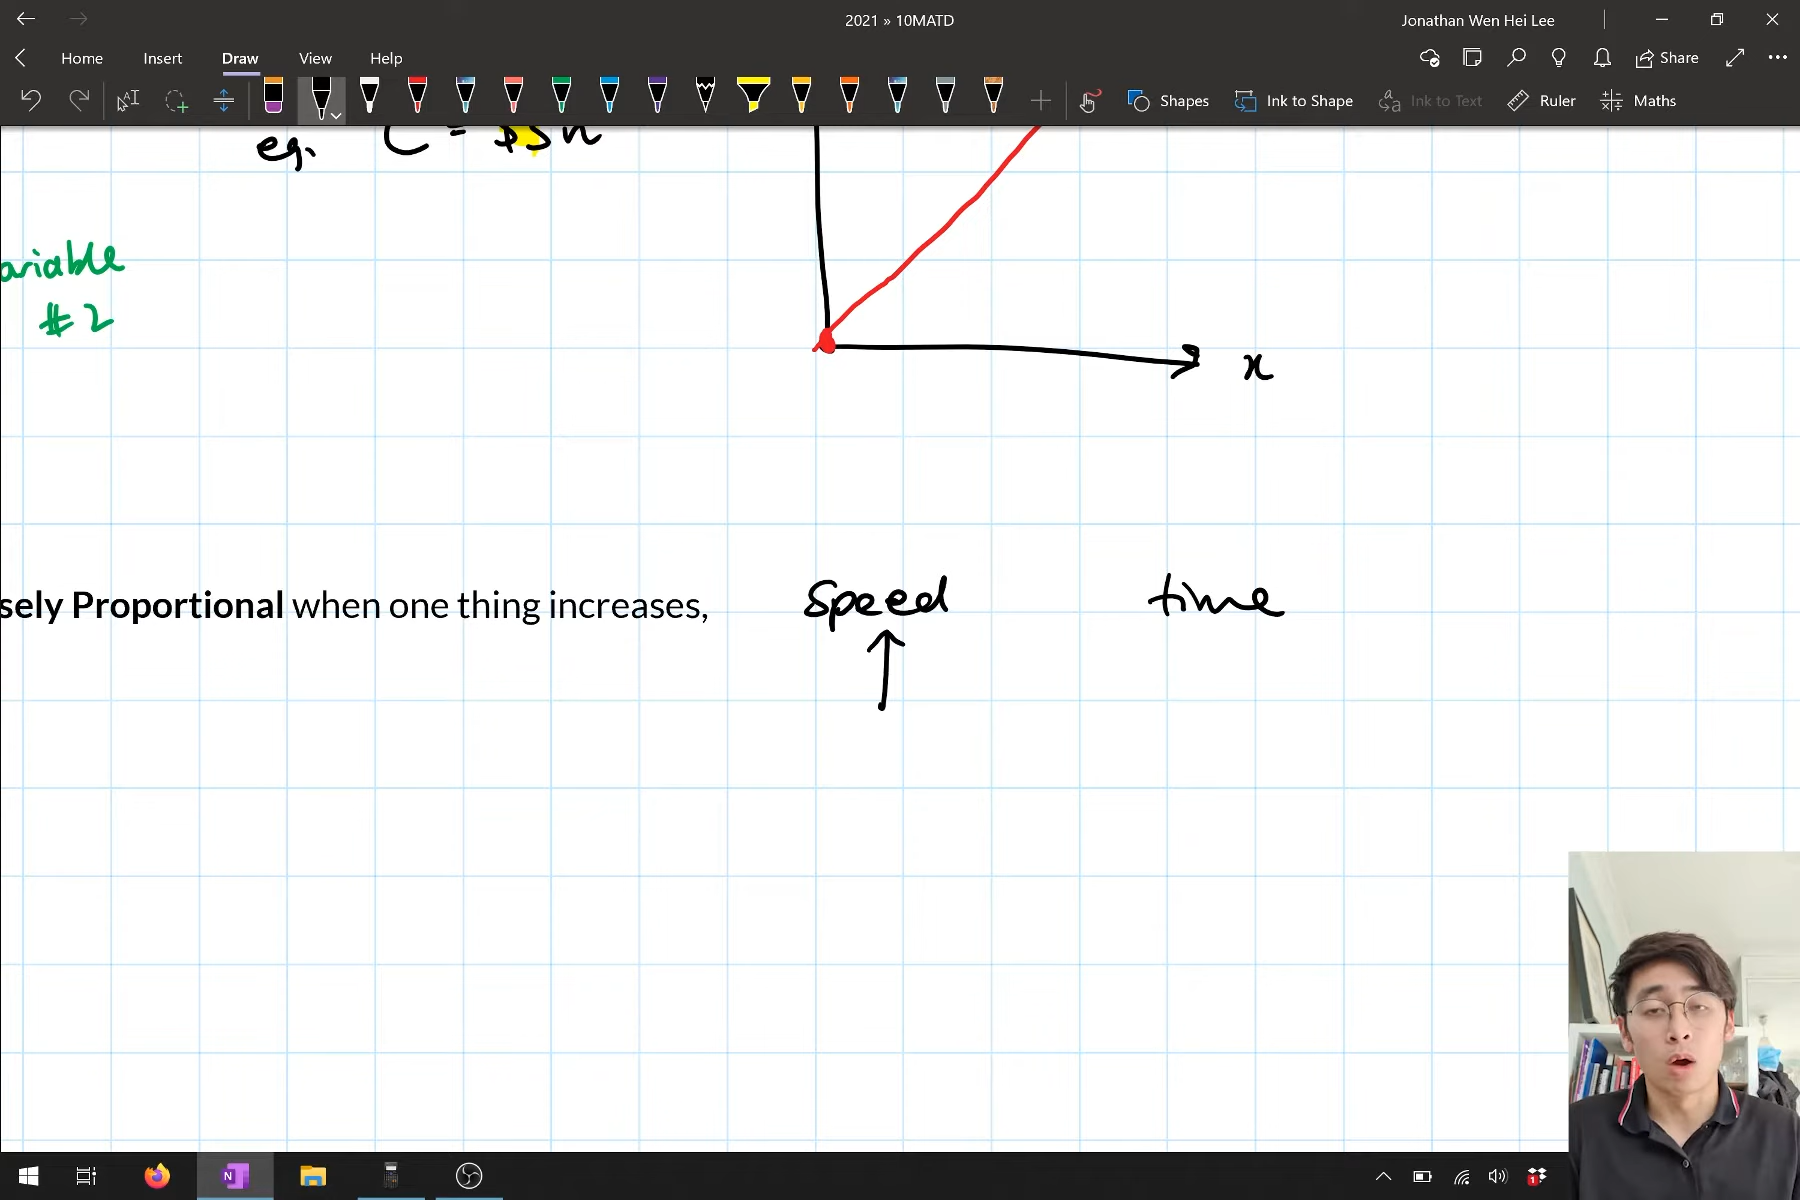 2021 » 10MATD
Jonathan Wen Hei Lee
Home Insert Draw View Help
Share
Shapes Ink to Shape Ink to Text Ruler Maths
eg. C = $5n
ariable
#2
x
sely Proportional when one thing increases,
speed time